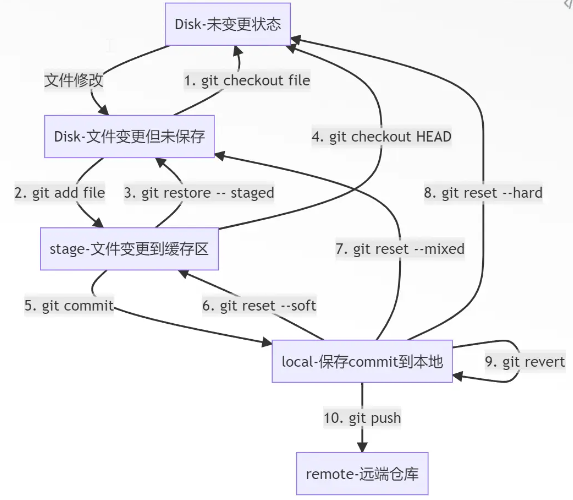 Disk-未变更状态
文件修改
1. git checkout file
Disk-文件变更但未保存
4. git checkout HEAD
2. git add file
3. git restore -- staged
8. git reset --hard
stage-文件变更到缓存区
7. git reset --mixed
5. git commit
6. git reset --soft
local-保存commit到本地
9. git revert
10. git push
remote-远端仓库